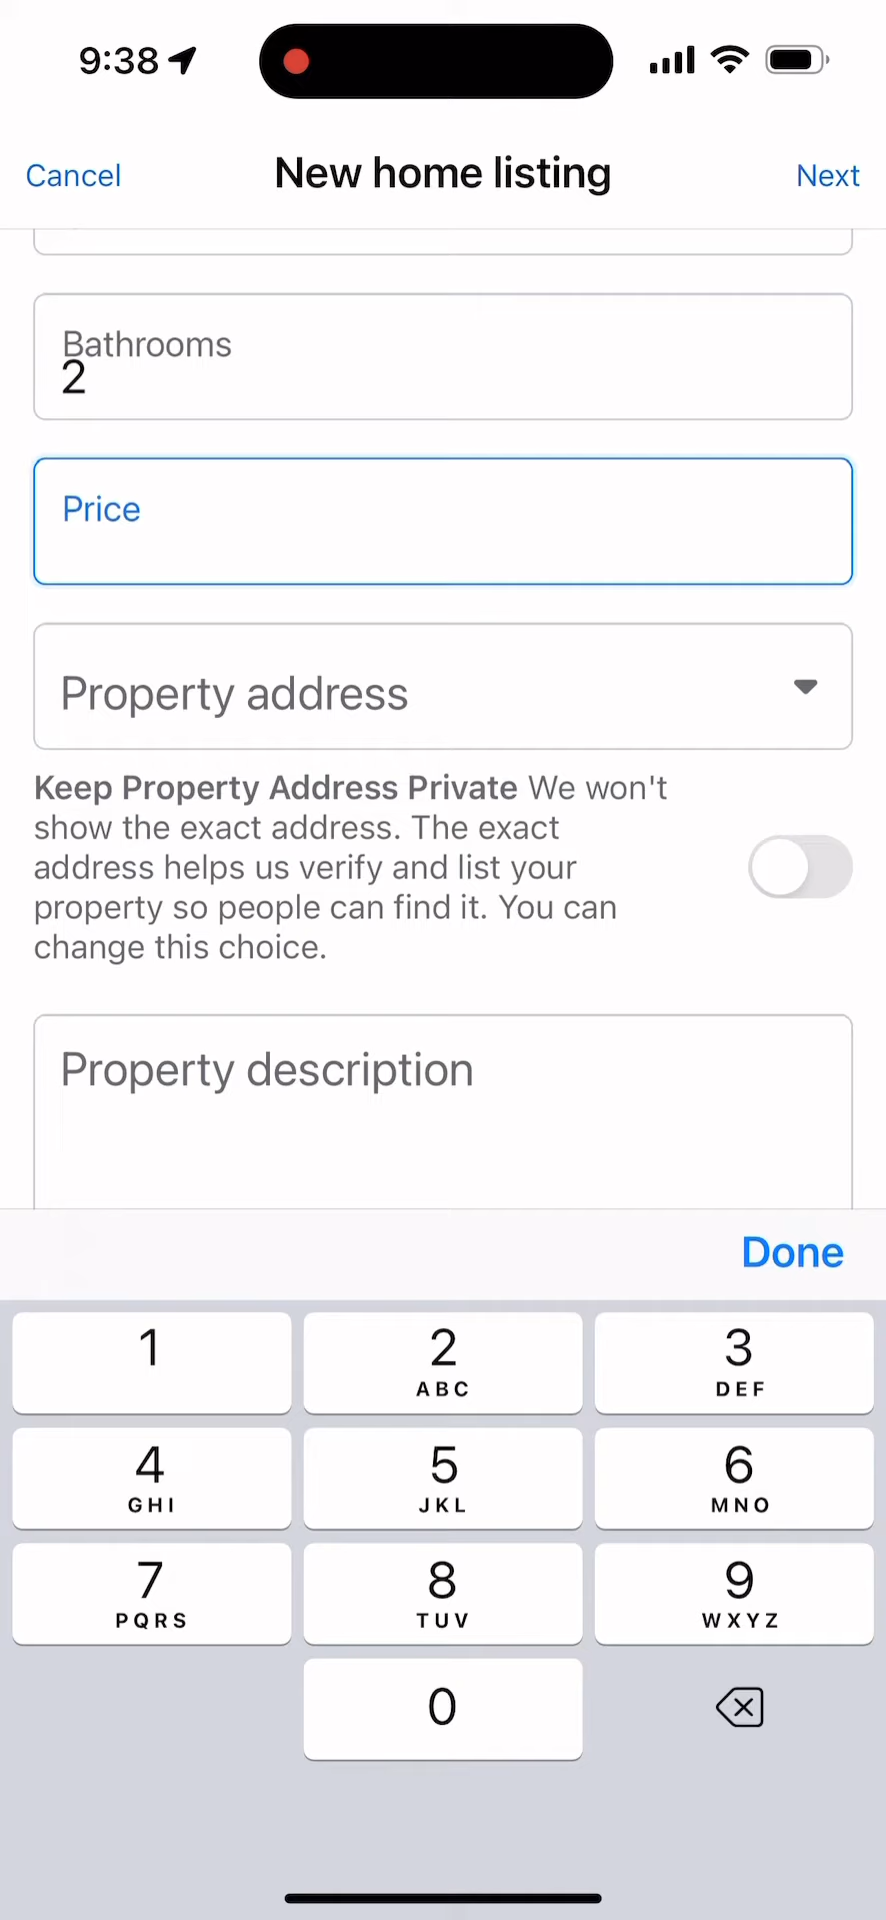 9:38
Cancel New home listing Next
Bathrooms
2
Price
Property address
Keep Property Address Private We won't
show the exact address. The exact
address helps us verify and list your
property so people can find it. You can
change this choice.
Property description
Done
1 2 3
ABC DEF
4 5 6
GHI JKL MNO
7 8 9
PQRS TUV WXYZ
0